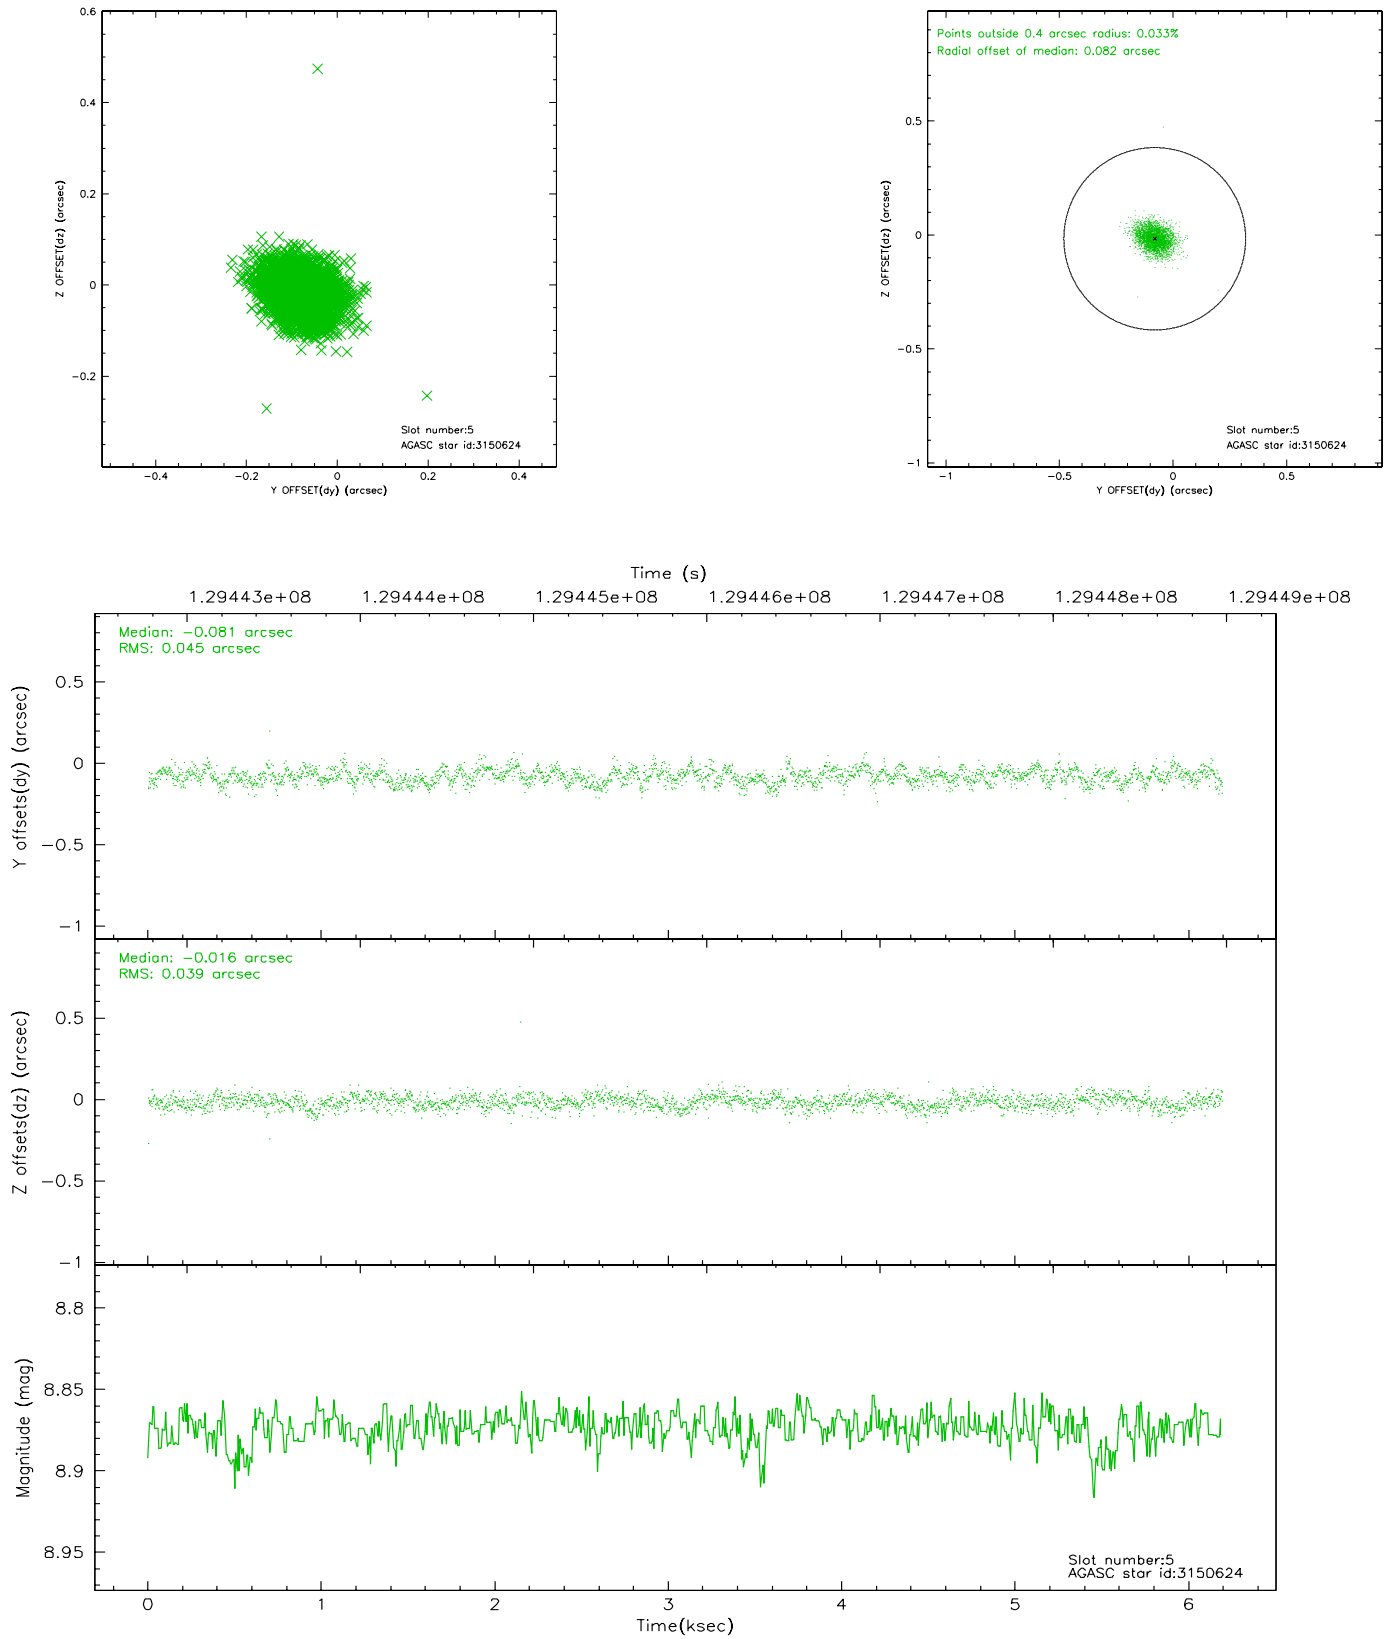 0.6
0.4
0.2
0
−0.2
Z OFFSET(dz) (arcsec)
−0.4 −0.2 0 0.2 0.4
Y OFFSET(dy) (arcsec)
Slot number:5
AGASC star id:3150624
Points outside 0.4 arcsec radius: 0.033%
Radial offset of median: 0.082 arcsec
0.5
0
−0.5
−1
Z OFFSET(dz) (arcsec)
−1 −0.5 0 0.5
Y OFFSET(dy) (arcsec)
Slot number:5
AGASC star id:3150624
Time (s)
1.29443e+08 1.29444e+08 1.29445e+08 1.29446e+08 1.29447e+08 1.29448e+08 1.29449e+08
Median: −0.081 arcsec
RMS: 0.045 arcsec
0.5
0
−0.5
−1
Y offsets(dy) (arcsec)
Median: −0.016 arcsec
RMS: 0.039 arcsec
0.5
0
−0.5
−1
Z offsets(dz) (arcsec)
8.8
8.85
8.9
8.95
Magnitude (mag)
Slot number:5
AGASC star id:3150624
0 1 2 3 4 5 6
Time(ksec)